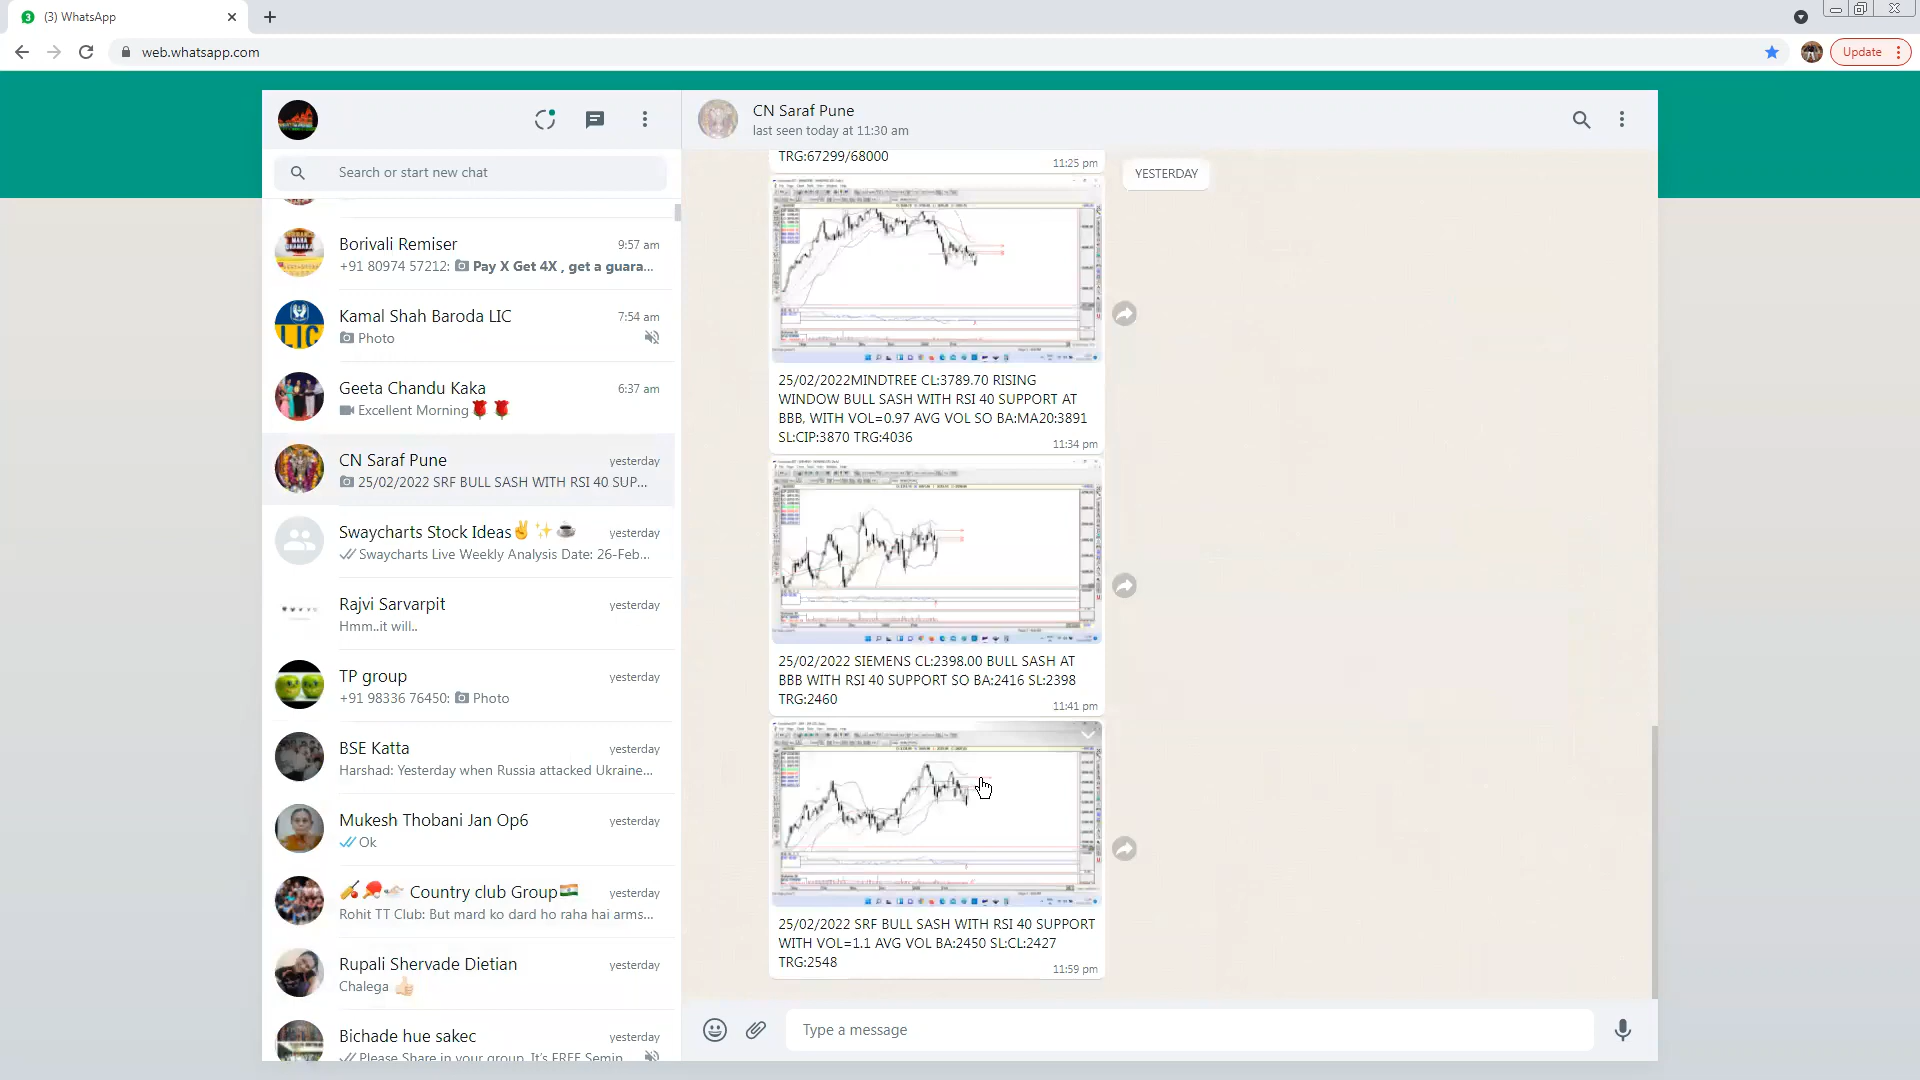 (3) WhatsApp
web.whatsapp.com
Update
Search or start new chat
Borivali Remiser
9:57 am
+91 80974 57212: Pay X Get 4X , get a guara...
Kamal Shah Baroda LIC
7:54 am
Photo
LIC
Geeta Chandu Kaka
6:37 am
Excellent Morning
CN Saraf Pune
yesterday
25/02/2022 SRF BULL SASH WITH RSI 40 SUP...
Swaycharts Stock Ideas
yesterday
Swaycharts Live Weekly Analysis Date: 26-Feb...
Rajvi Sarvarpit
yesterday
Hmm..it will..
TP group
yesterday
+91 98336 76450: Photo
BSE Katta
yesterday
Harshad: Yesterday when Russia attacked Ukraine...
Mukesh Thobani Jan Op6
yesterday
Ok
Country club Group
yesterday
Rohit TT Club: But mard ko dard ho raha hai arms...
Rupali Shervade Dietian
yesterday
Chalega
Bichade hue sakec
yesterday
Please Share in your group. It's FREE Semin...
CN Saraf Pune
last seen today at 11:30 am
YESTERDAY
TRG:67299/68000
11:25 pm
25/02/2022MINDTREE CL:3789.70 RISING
WINDOW BULL SASH WITH RSI 40 SUPPORT AT
BBB, WITH VOL=0.97 AVG VOL SO BA:MA20:3891
SL:CIP:3870 TRG:4036
11:34 pm
25/02/2022 SIEMENS CL:2398.00 BULL SASH AT
BBB WITH RSI 40 SUPPORT SO BA:2416 SL:2398
TRG:2460
11:41 pm
25/02/2022 SRF BULL SASH WITH RSI 40 SUPPORT
WITH VOL=1.1 AVG VOL BA:2450 SL:CL:2427
TRG:2548
11:59 pm
Type a message